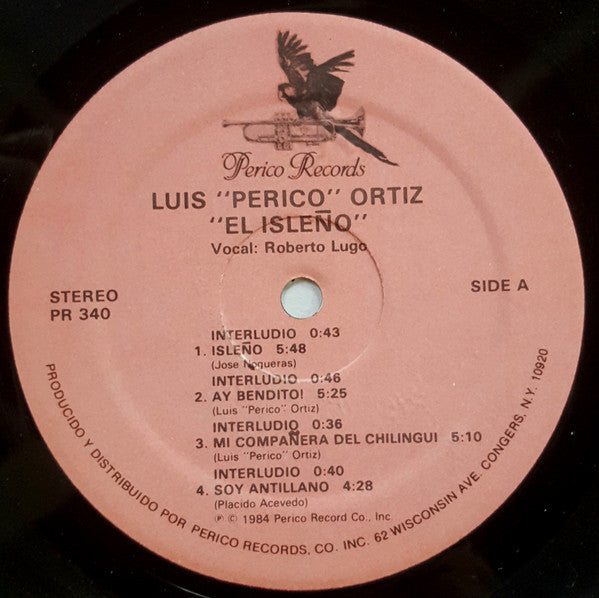 Perico Records
LUIS "PERICO" ORTIZ
"EL ISLEÑO"
Vocal: Roberto Lugo
STEREO
PR 340
SIDE A
INTERLUDIO 0:43
1. ISLEÑO 5:48
(Jose Nogueras)
INTERLUDIO 0:46
2. AY BENDITO! 5:25
(Luis "Perico" Ortiz)
INTERLUDIO 0:36
3. MI COMPAÑERA DEL CHILINGUI 5:10
(Luis "Perico" Ortiz)
INTERLUDIO 0:40
4. SOY ANTILLANO 4:28
(Placido Acevedo)
℗ © 1984 Perico Record Co., Inc.
PRODUCIDO Y DISTRIBUIDO POR PERICO RECORDS, CO. INC. 62 WISCONSIN AVE. CONGERS, N.Y. 10920